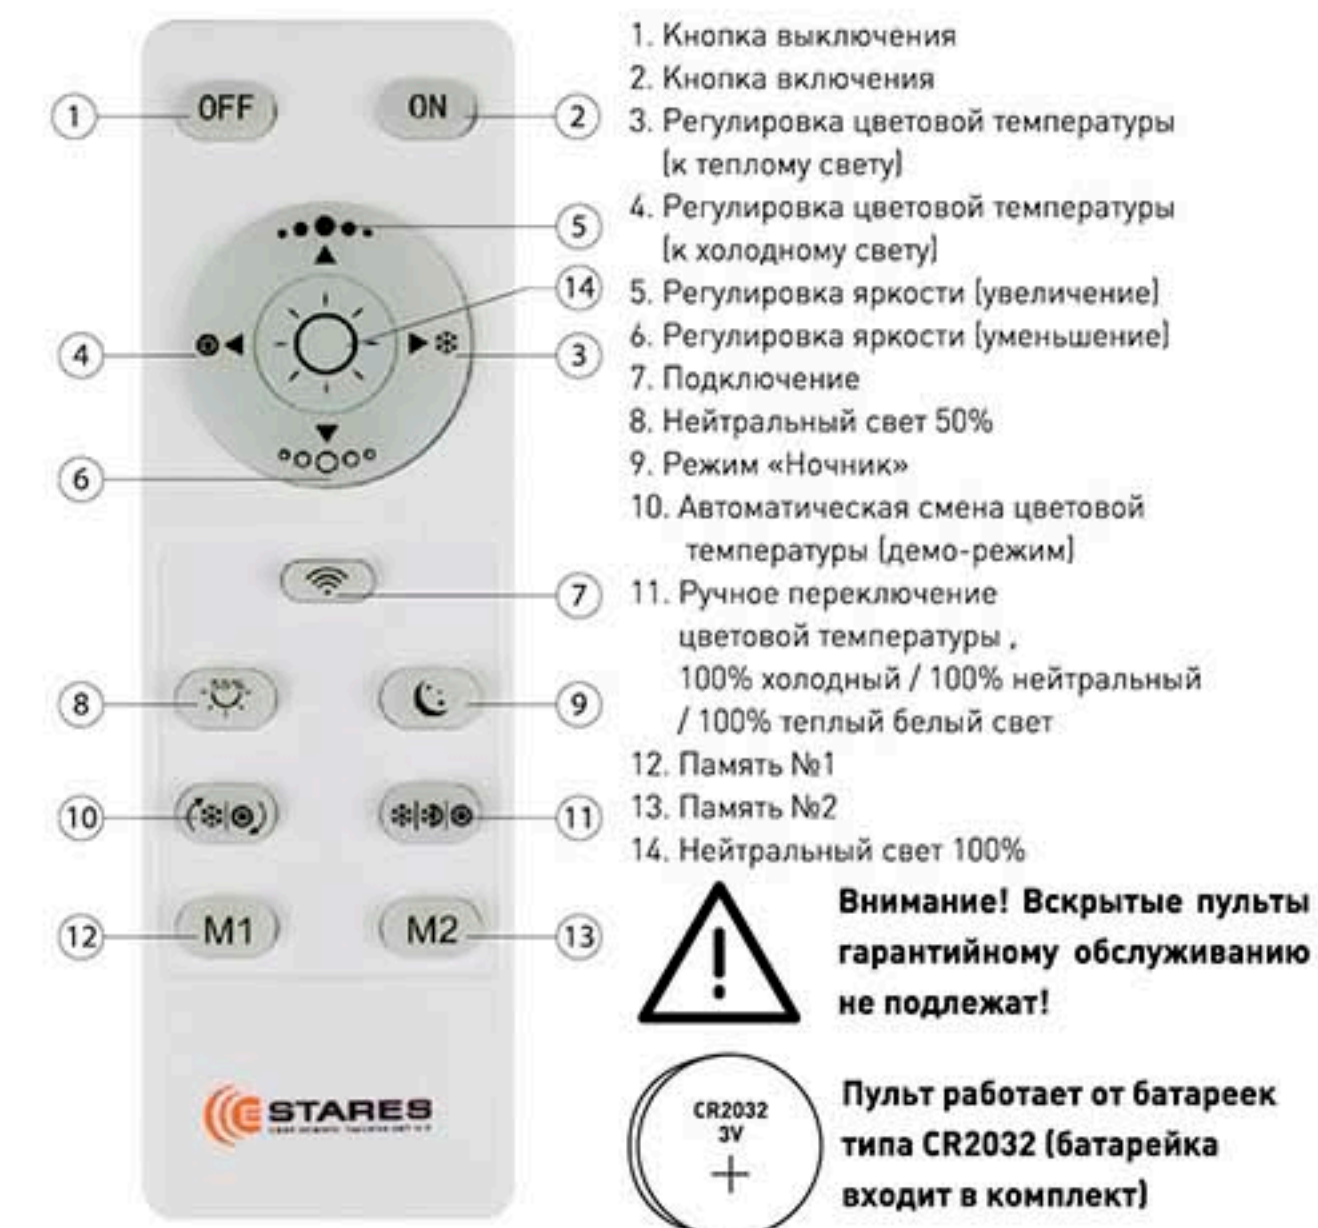 OFF
ON
1
2
5
14
4
3
6
7
8
50%
9
10
11
12
M1
M2
13
ESTARES
1. Кнопка выключения
2. Кнопка включения
3. Регулировка цветовой температуры
(к теплому свету)
4. Регулировка цветовой температуры
(к холодному свету)
5. Регулировка яркости (увеличение)
6. Регулировка яркости (уменьшение)
7. Подключение
8. Нейтральный свет 50%
9. Режим «Ночник»
10. Автоматическая смена цветовой
температуры (демо-режим)
11. Ручное переключение
цветовой температуры ,
100% холодный / 100% нейтральный
/ 100% теплый белый свет
12. Память №1
13. Память №2
14. Нейтральный свет 100%
Внимание! Вскрытые пульты
гарантийному обслуживанию
не подлежат!
CR2032
3V
Пульт работает от батареек
типа CR2032 (батарейка
входит в комплект)